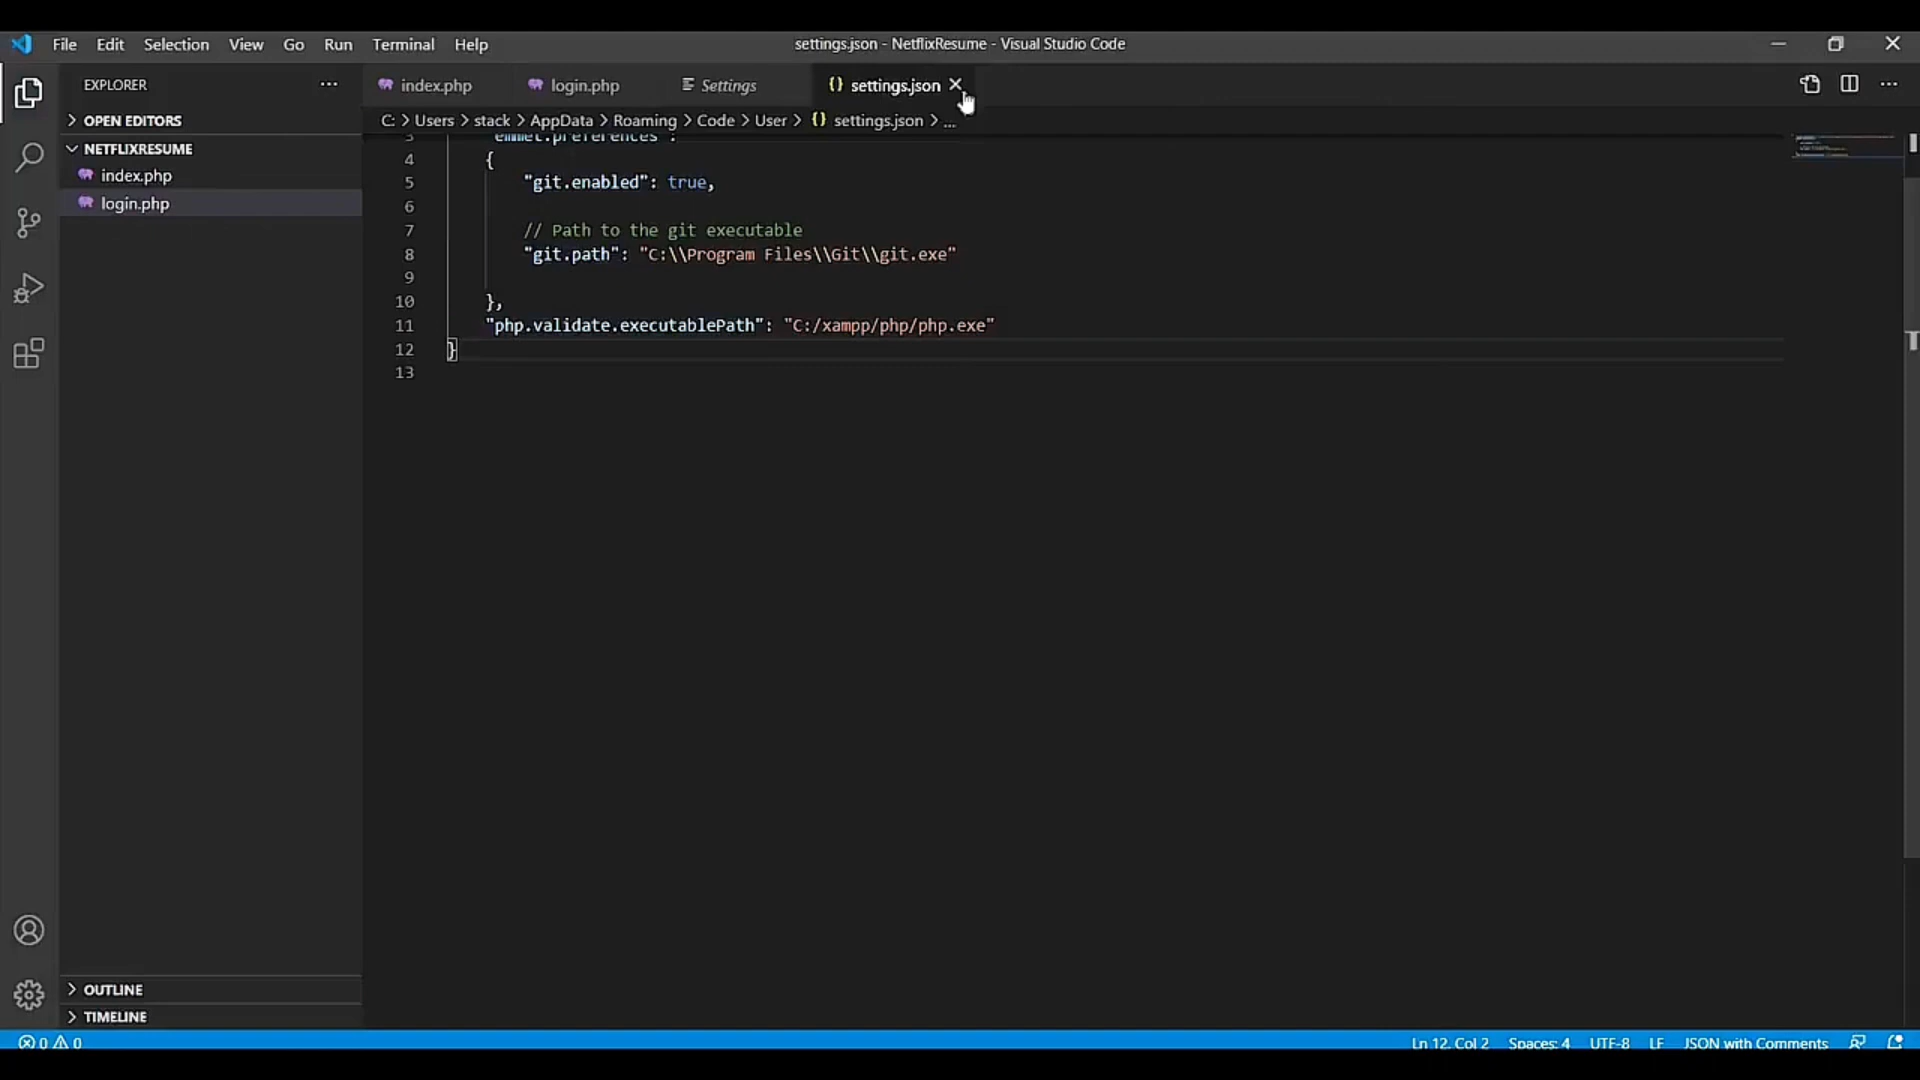 File Edit Selection View Go Run Terminal Help
settings.json - NetflixResume - Visual Studio Code
EXPLORER
index.php
login.php
Settings
settings.json
OPEN EDITORS
C: > Users > stack > AppData > Roaming > Code > User > {} settings.json > ...
NETFLIXRESUME
index.php
login.php
3 "emmet.preferences":
4 {
5 "git.enabled": true,
6
7 // Path to the git executable
8 "git.path": "C:\\Program Files\\Git\\git.exe"
9
10 },
11 "php.validate.executablePath": "C:/xampp/php/php.exe"
12 }
13
OUTLINE
TIMELINE
0 0
Ln 12, Col 2 Spaces: 4 UTF-8 LF JSON with Comments